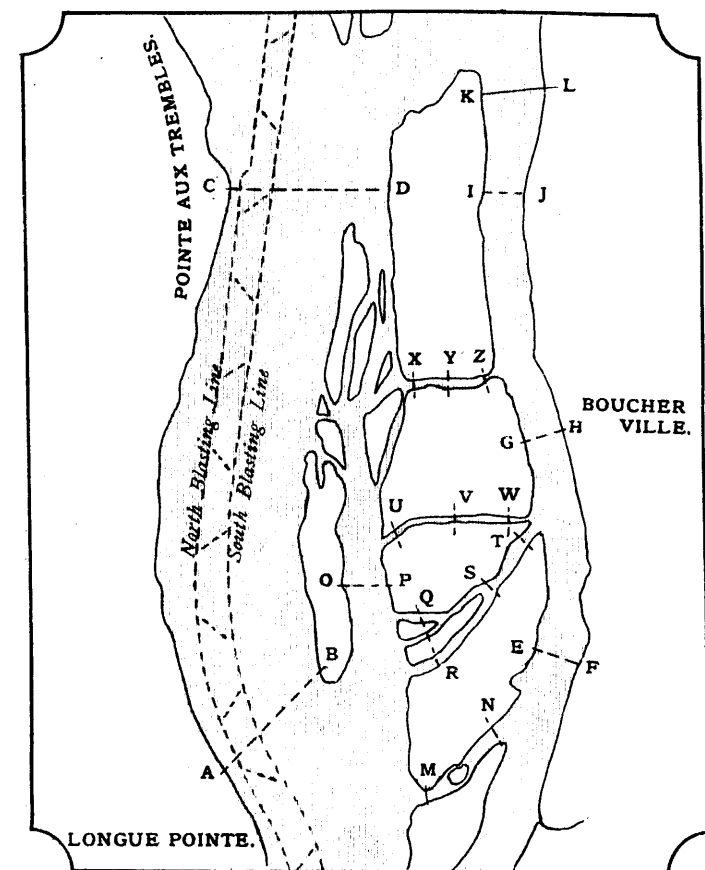 POINTE AUX TREMBLES.
K
L
C
D
I
J
X
Y
Z
BOUCHER
VILLE.
G
H
North Blasting Line
South Blasting Line
U
V
W
T
O
P
Q
S
B
R
E
F
N
A
M
LONGUE POINTE.